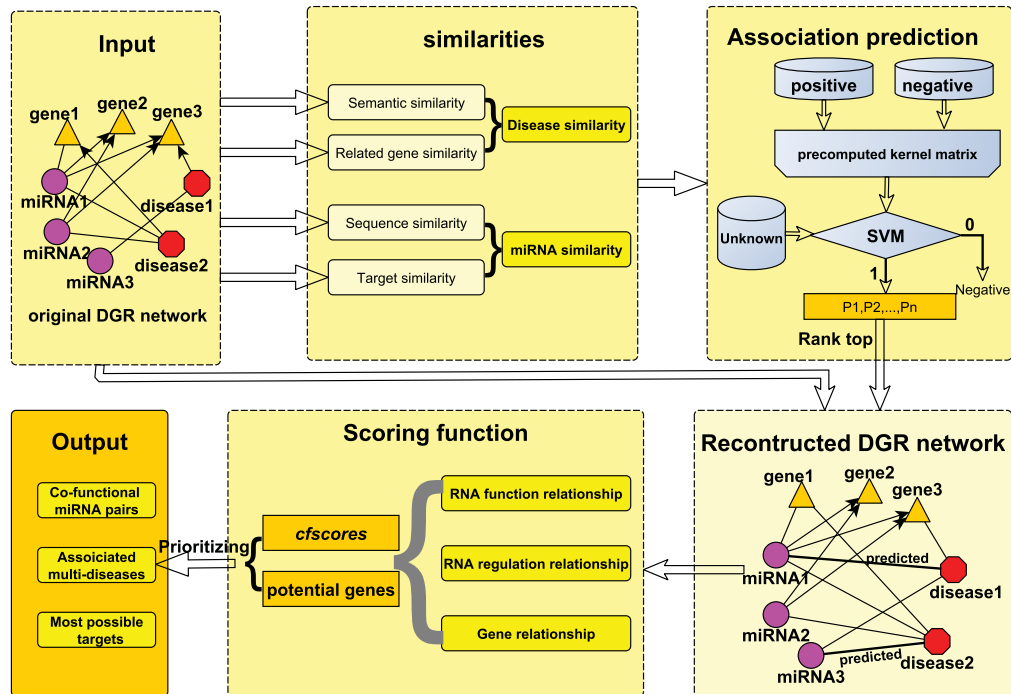 Input
gene1
gene2
gene3
miRNA1
disease1
miRNA2
disease2
miRNA3
original DGR network
similarities
Semantic similarity
Related gene similarity
Disease similarity
Sequence similarity
Target similarity
miRNA similarity
Association prediction
positive
negative
precomputed kernel matrix
Unknown
SVM
0
1
Negative
P1,P2,...,Pn
Rank top
Output
Co-functional
miRNA pairs
Assoiciated
multi-diseases
Most possible
targets
Scoring function
Prioritizing
cfscores
potential genes
RNA function relationship
RNA regulation relationship
Gene relationship
Recontructed DGR network
gene1
gene2
gene3
miRNA1
predicted
disease1
miRNA2
miRNA3
predicted
disease2